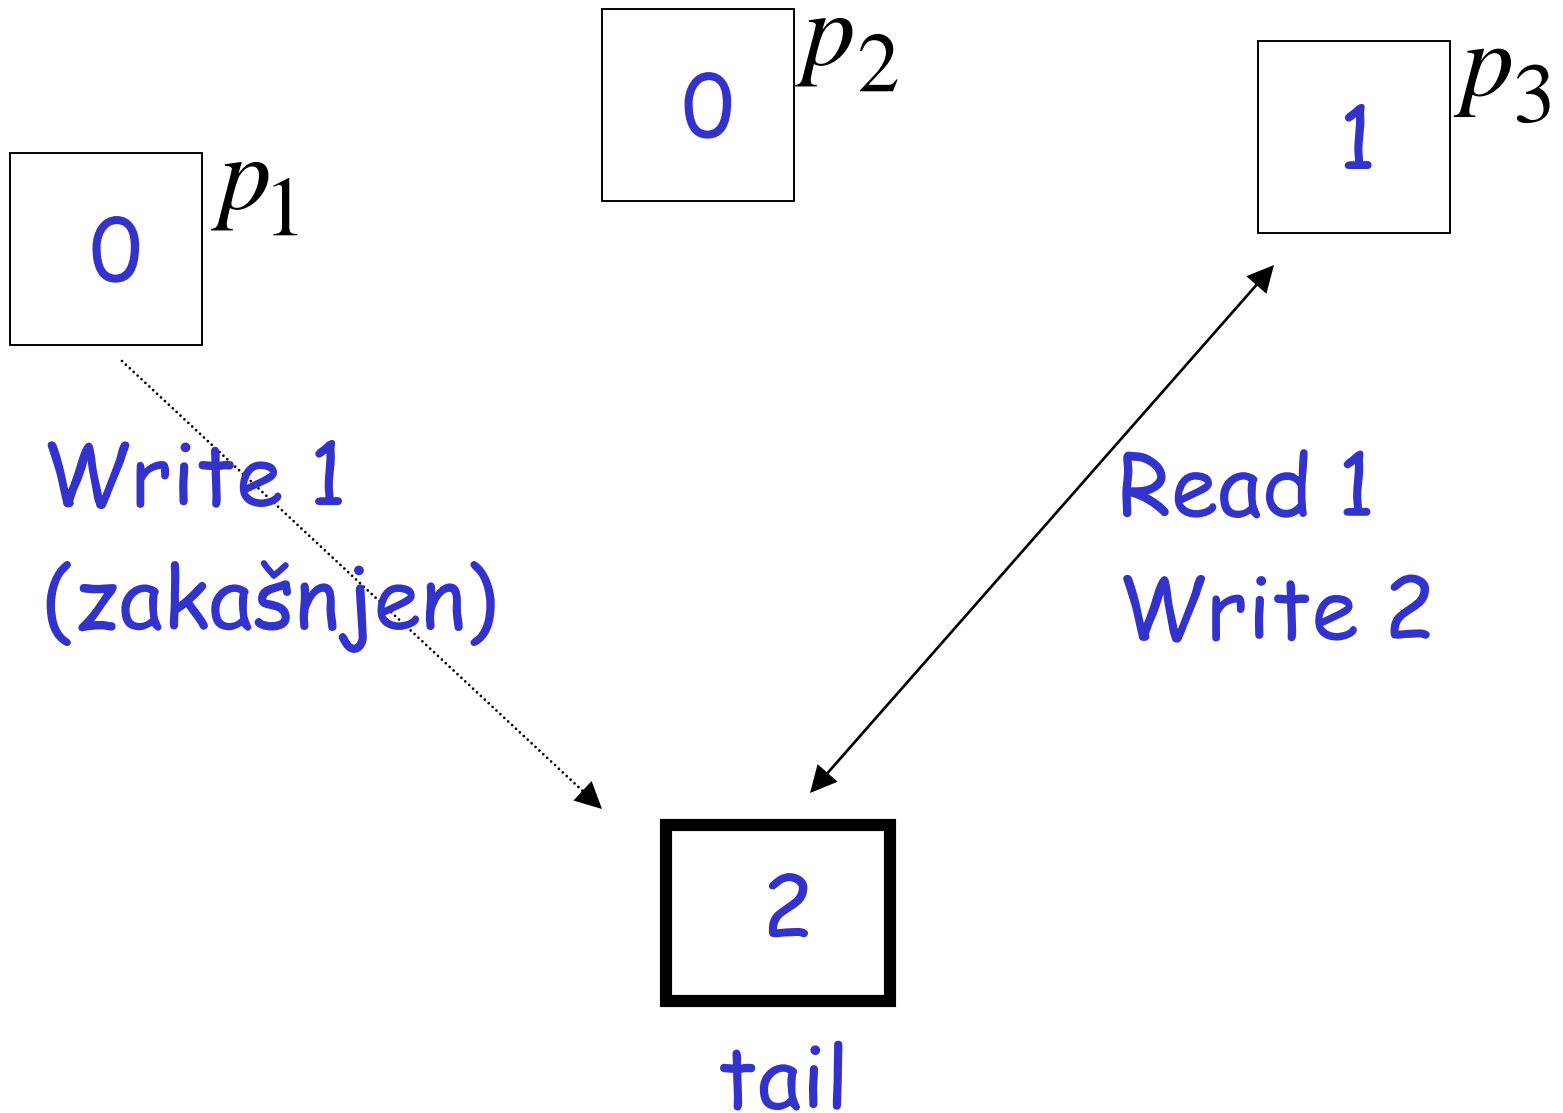 0 p₂
1 p₃
0 p₁
Write 1
(zakašnjen)
Read 1
Write 2
2
tail